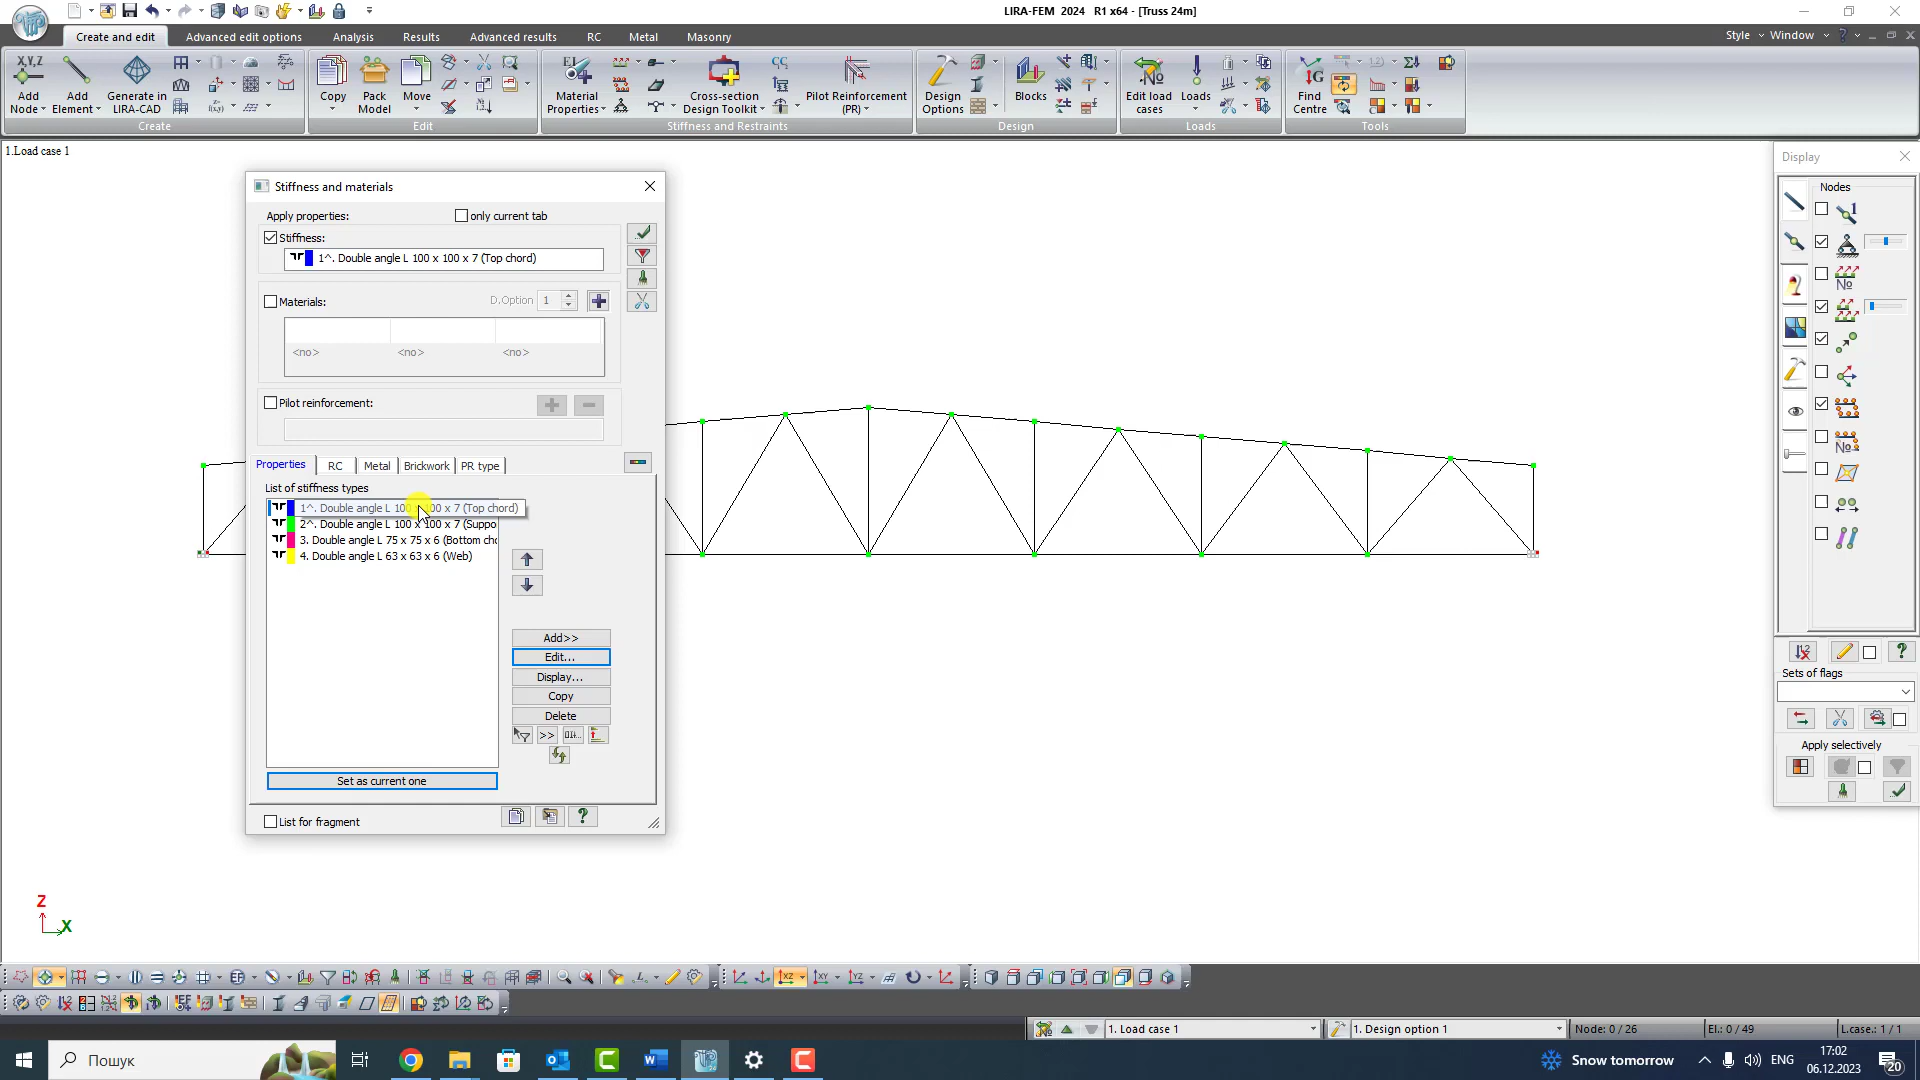 LIRA-FEM 2024 R1 x64 - [Truss 24m]
Create and edit
Advanced edit options
Analysis
Results
Advanced results
RC
Metal
Masonry
Style
Window
Add Node
Add Element
Generate in LIRA-CAD
Copy
Pack Model
Move
Material Properties
Cross-section Design Toolkit
Pilot Reinforcement (PR)
Design Options
Blocks
Edit load cases
Loads
Find Centre
Create
Edit
Stiffness and Restraints
Design
Loads
Tools
1.Load case 1
Stiffness and materials
Apply properties:
only current tab
Stiffness:
1^. Double angle L 100 x 100 x 7 (Top chord)
Materials:
D.Option 1
<no>
<no>
<no>
Pilot reinforcement:
Properties
RC
Metal
Brickwork
PR type
List of stiffness types
1^. Double angle L 100 x 100 x 7 (Top chord)
2^. Double angle L 100 x 100 x 7 (Suppo
3. Double angle L 75 x 75 x 6 (Bottom cho
4. Double angle L 63 x 63 x 6 (Web)
Add>>
Edit...
Display...
Copy
Delete
>>
Set as current one
List for fragment
Display
Nodes
Sets of flags
Apply selectively
Z
X
1. Load case 1
1. Design option 1
Node: 0 / 26
El.: 0 / 49
L.case.: 1 / 1
Пошук
Snow tomorrow
ENG
17:02
06.12.2023
20